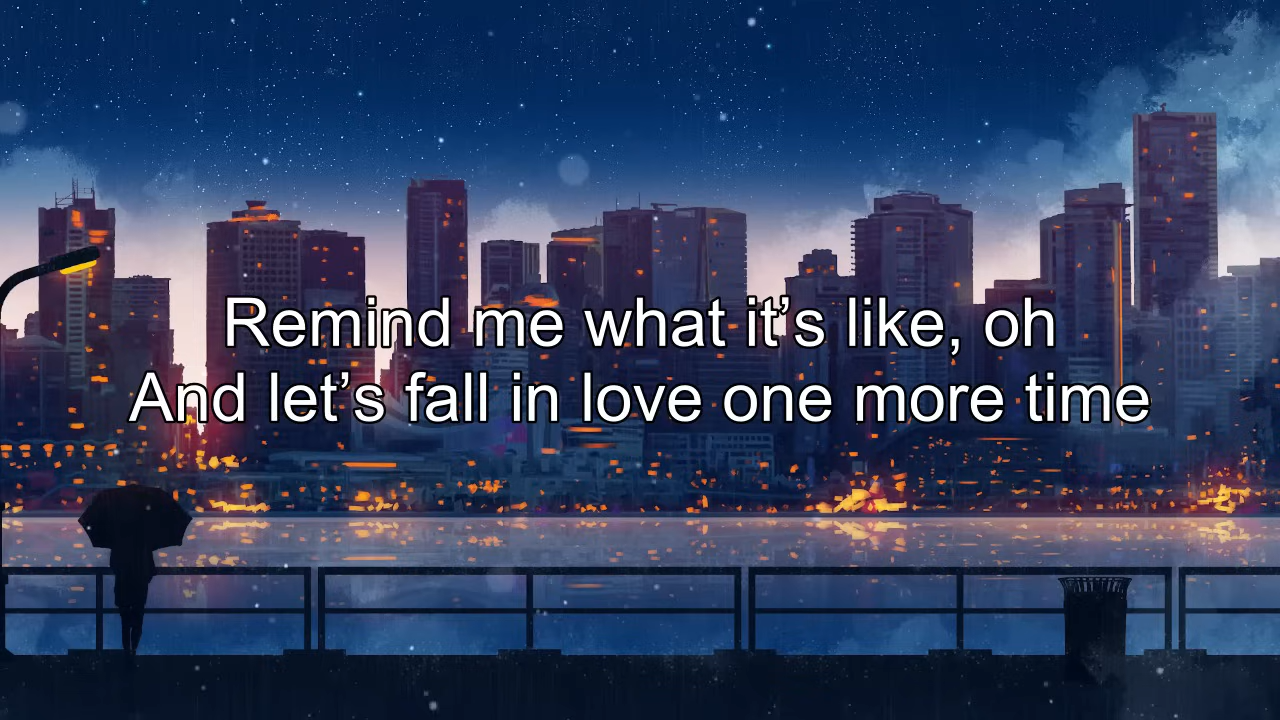 Remind me what it’s like, oh
And let’s fall in love one more time